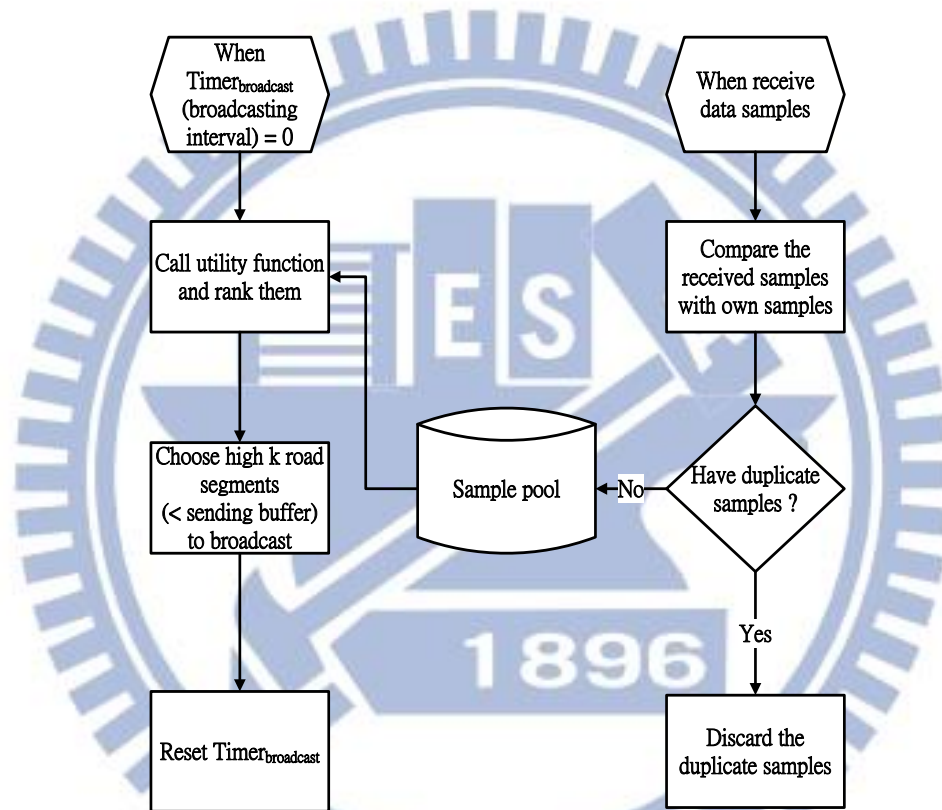 When
Timerbroadcast
(broadcasting
interval) = 0
When receive
data samples
Call utility function
and rank them
Compare the
received samples
with own samples
E S
Choose high k road
segments
(< sending buffer)
to broadcast
Sample pool
No
Have duplicate
samples ?
Yes
1896
Reset Timerbroadcast
Discard the
duplicate samples